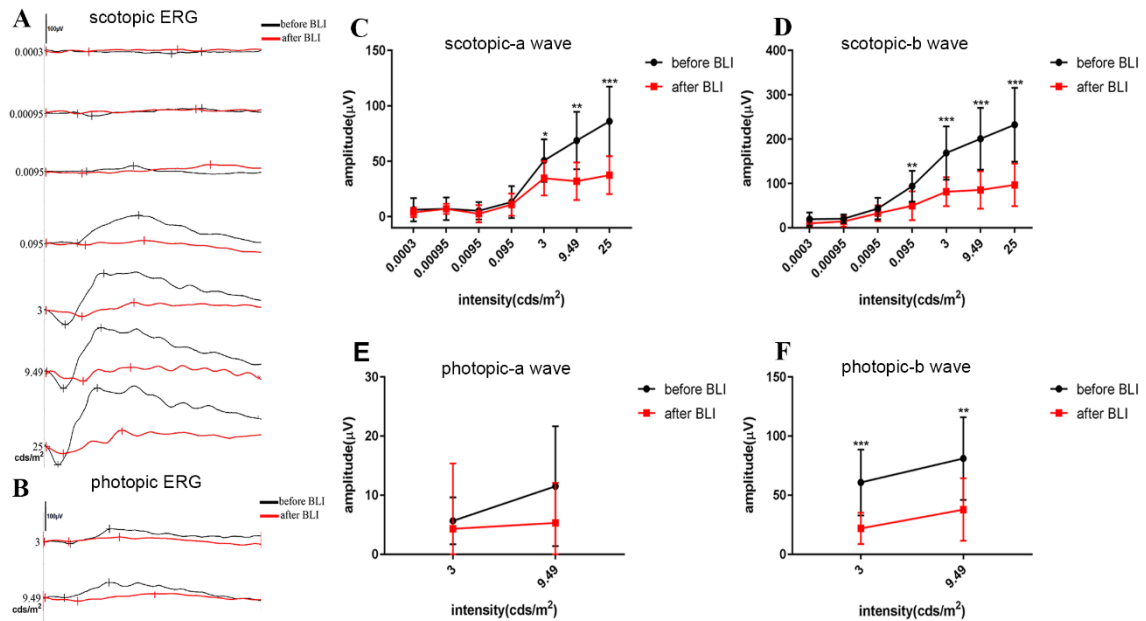 A
scotopic ERG
100μV
before BLI
after BLI
0.0003
0.00095
0.0095
0.095
3
9.49
25
cds/m²
B
photopic ERG
before BLI
after BLI
100μV
3
9.49
cds/m²
C
scotopic-a wave
before BLI
after BLI
150
100
50
0
amplitude(μV)
* ** ***
0.0003 0.00095 0.0095 0.095 3 9.49 25
intensity(cds/m²)
D
scotopic-b wave
before BLI
after BLI
400
300
200
100
0
amplitude(μV)
** *** *** ***
0.0003 0.00095 0.0095 0.095 3 9.49 25
intensity(cds/m²)
E
photopic-a wave
before BLI
after BLI
30
20
10
0
amplitude(μV)
3 9.49
intensity(cds/m²)
F
photopic-b wave
before BLI
after BLI
150
100
50
0
amplitude(μV)
*** **
3 9.49
intensity(cds/m²)